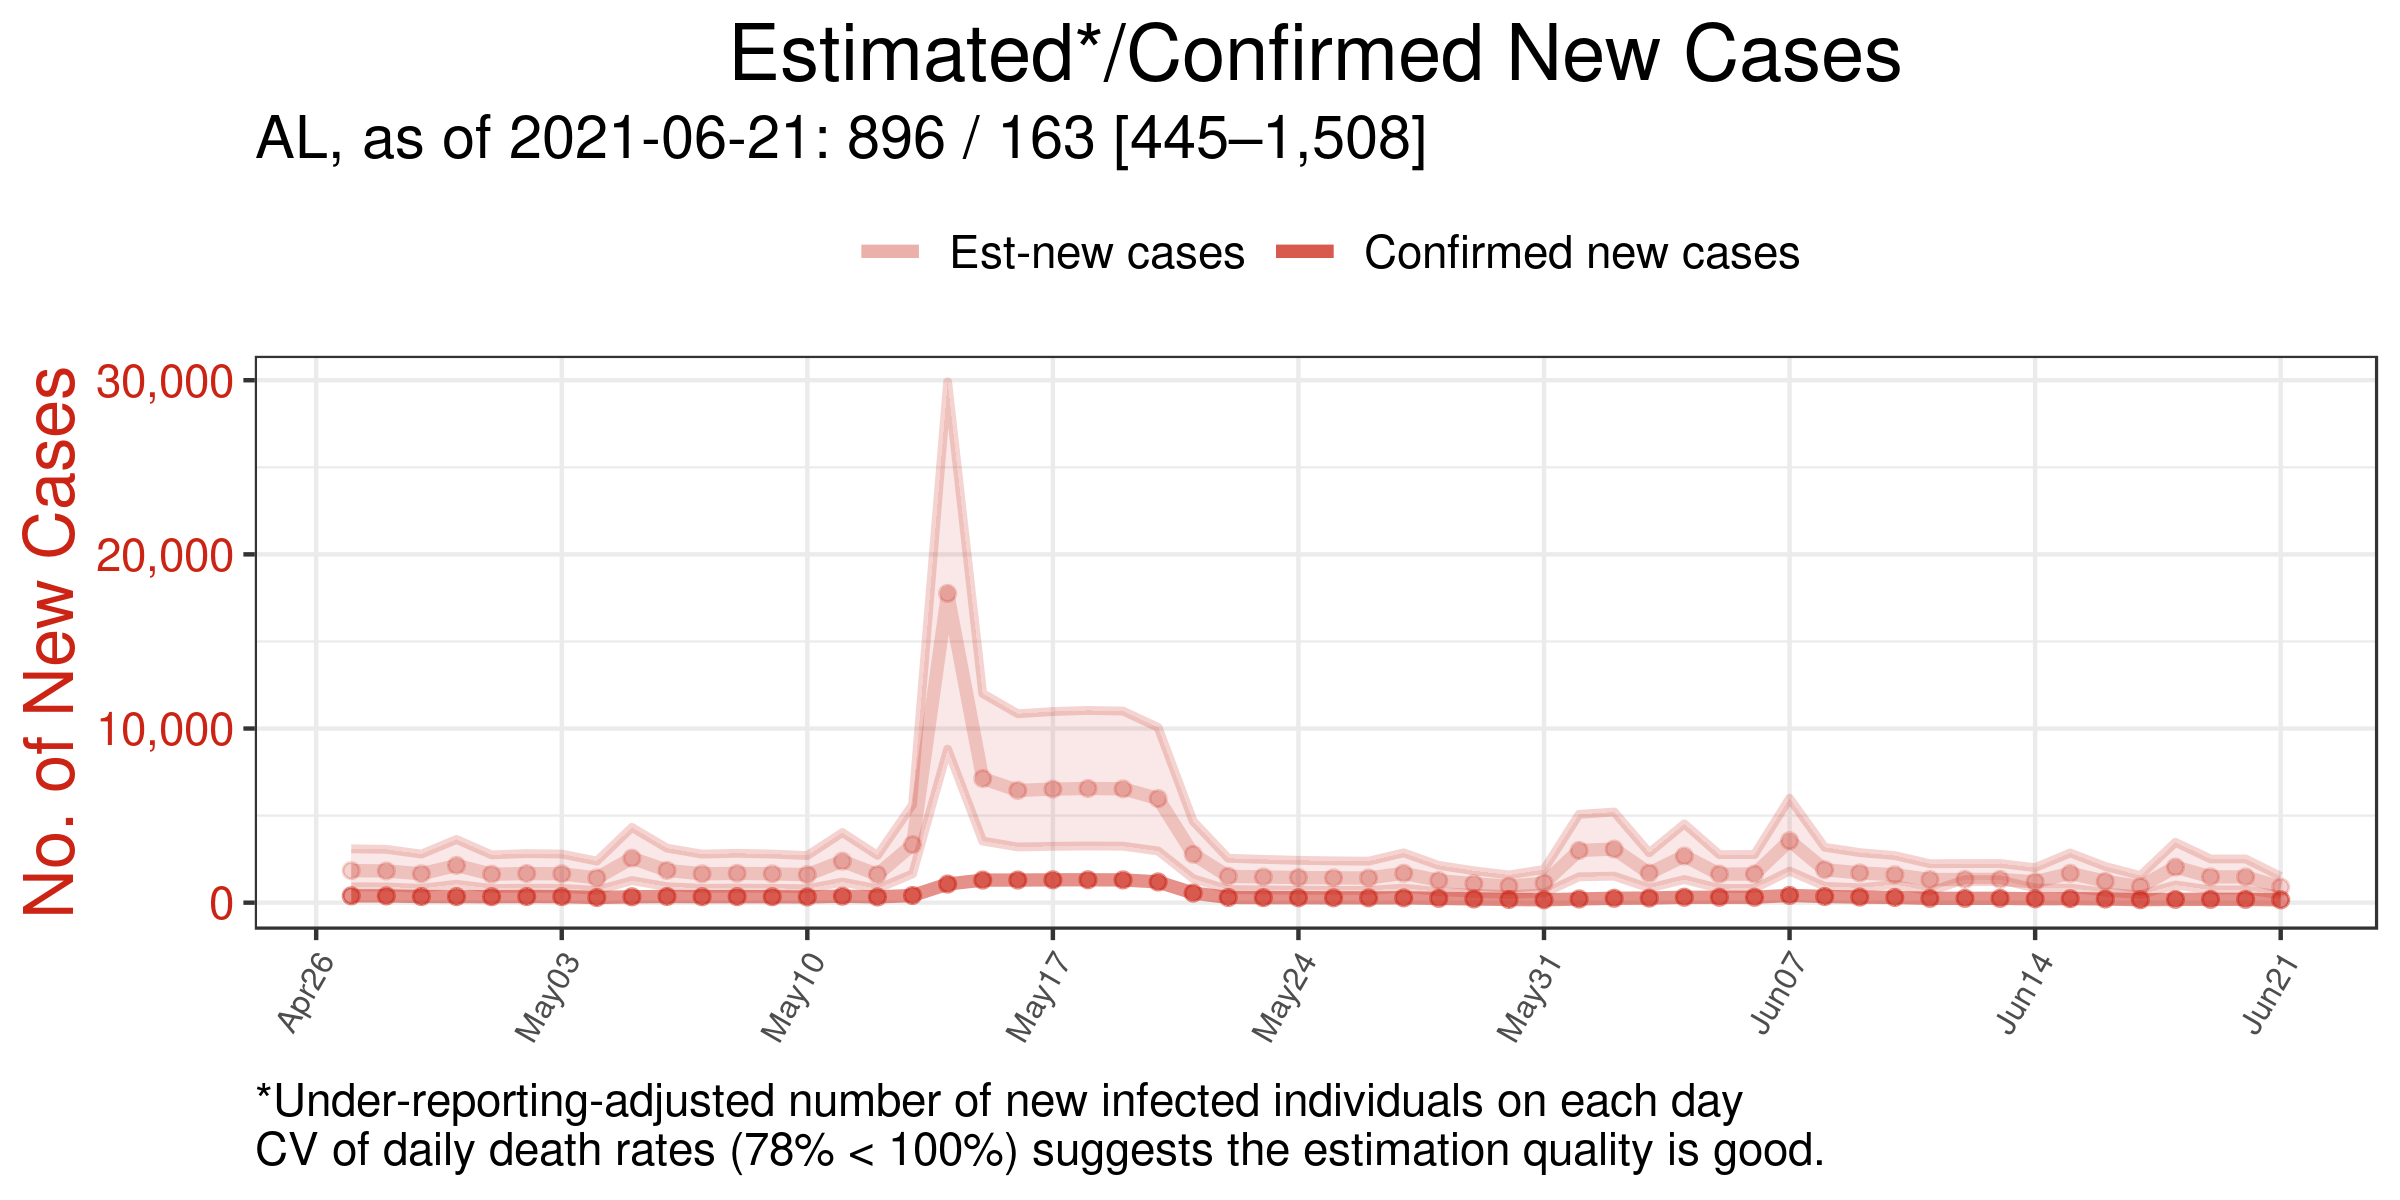 Estimated*/Confirmed New Cases
AL, as of 2021-06-21: 896 / 163 [445–1,508]
Est-new cases
Confirmed new cases
No. of New Cases
30,000
20,000
10,000
0
Apr26
May03
May10
May17
May24
May31
Jun07
Jun14
Jun21
*Under-reporting-adjusted number of new infected individuals on each day
CV of daily death rates (78% < 100%) suggests the estimation quality is good.